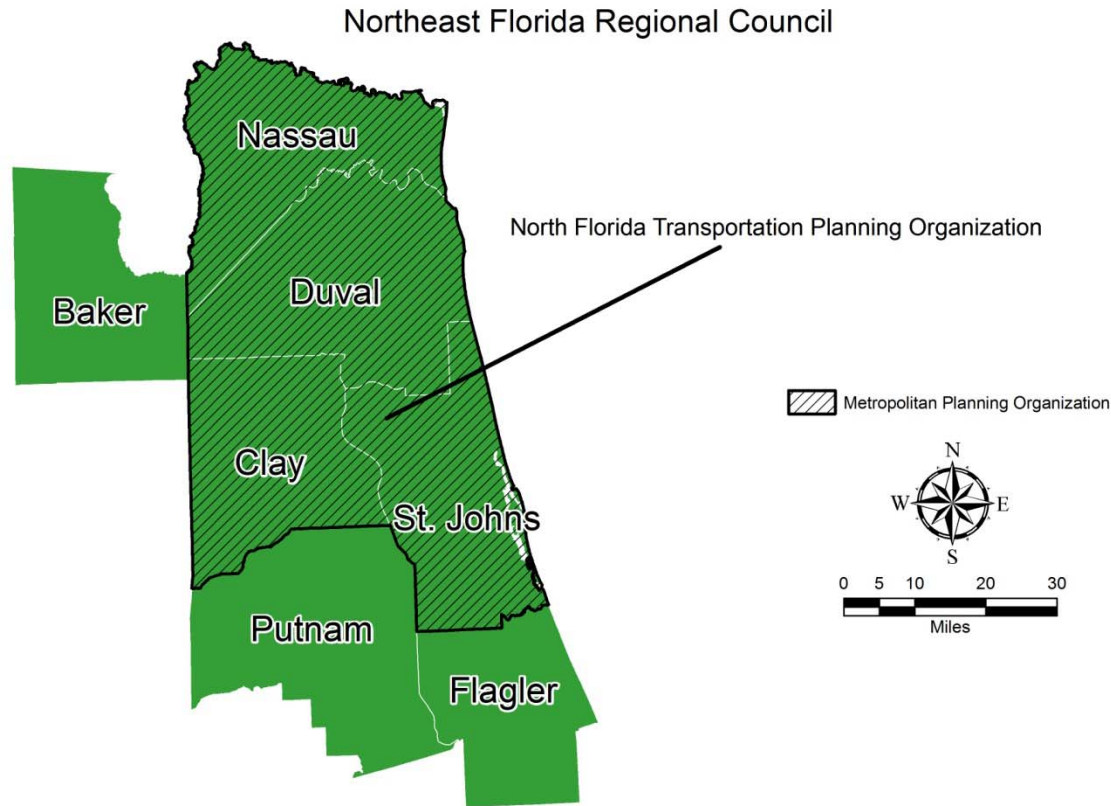 Northeast Florida Regional Council
Nassau
North Florida Transportation Planning Organization
Baker
Duval
Metropolitan Planning Organization
Clay
N
W
E
S
St. Johns
0 5 10 20 30
Miles
Putnam
Flagler